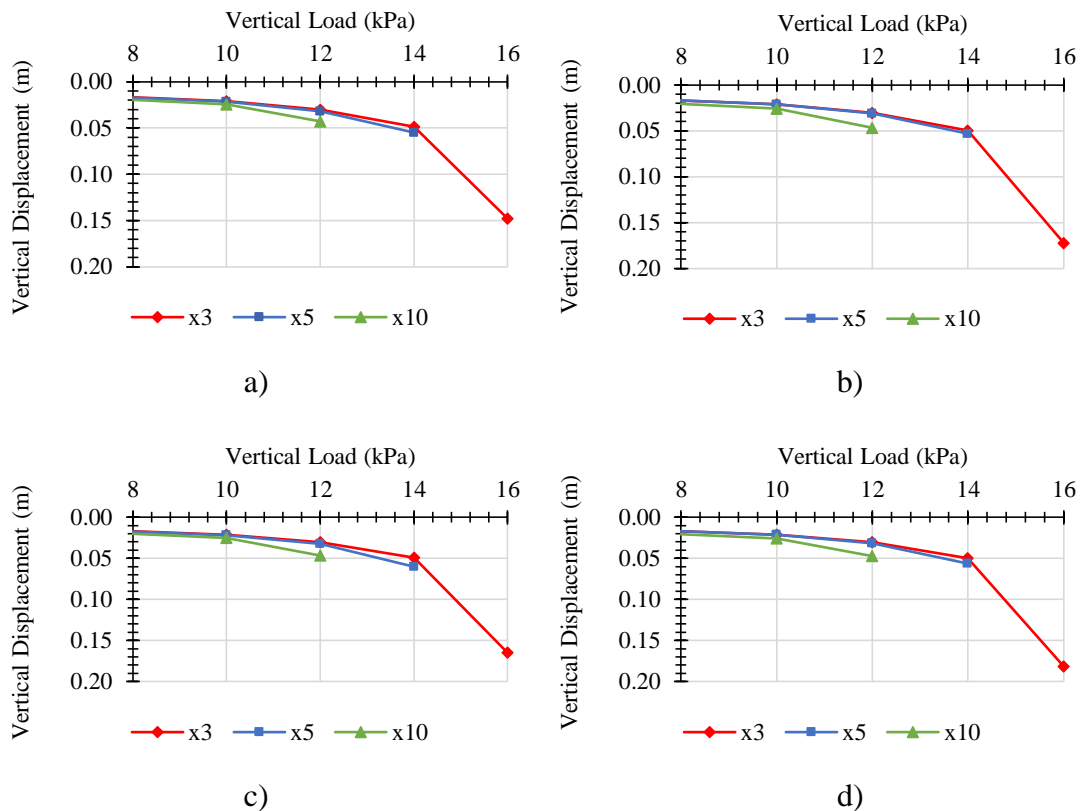 Vertical Load (kPa)
8 10 12 14 16
Vertical Displacement (m)
0.00
0.05
0.10
0.15
0.20
x3 x5 x10
a)
Vertical Load (kPa)
8 10 12 14 16
Vertical Displacement (m)
0.00
0.05
0.10
0.15
0.20
x3 x5 x10
b)
Vertical Load (kPa)
8 10 12 14 16
Vertical Displacement (m)
0.00
0.05
0.10
0.15
0.20
x3 x5 x10
c)
Vertical Load (kPa)
8 10 12 14 16
Vertical Displacement (m)
0.00
0.05
0.10
0.15
0.20
x3 x5 x10
d)